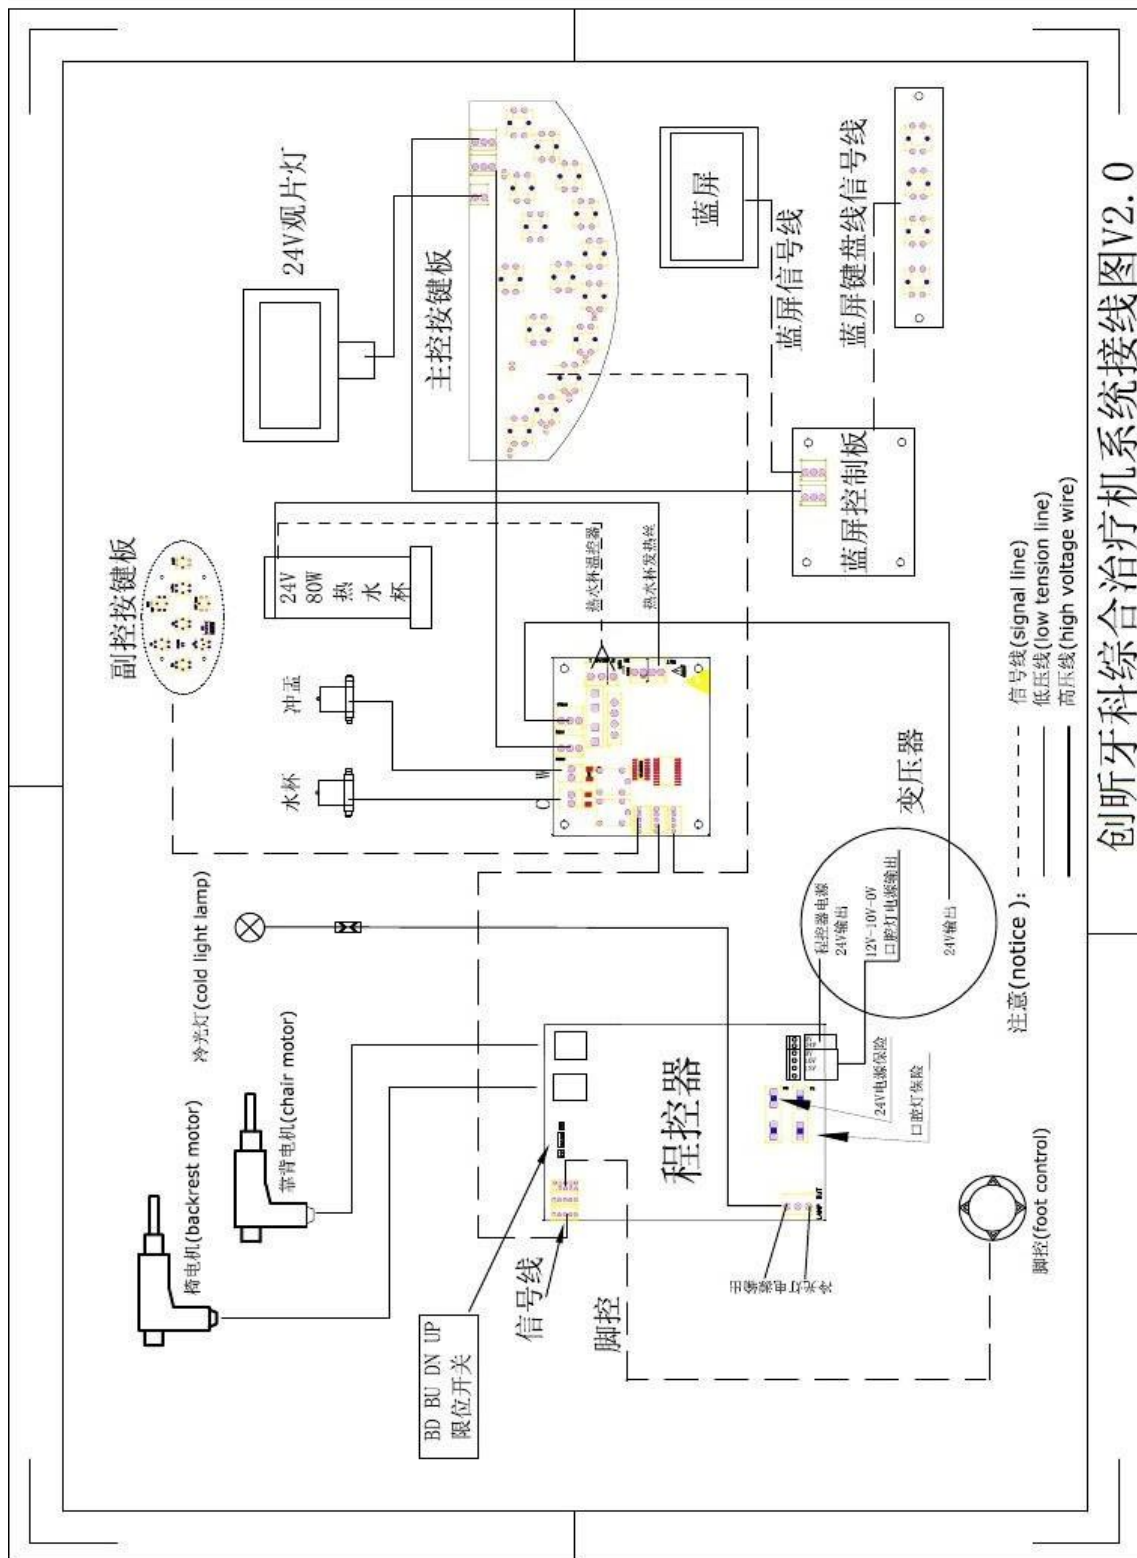 24V观片灯
主控按键板
蓝屏
蓝屏信号线
蓝屏键盘线信号线
蓝屏控制板
副控按键板
24V
80W
热
水
杯
热水杯温控器
热水杯发热丝
冲盂
水杯
C W
冷光灯(cold light lamp)
椅电机(backrest motor)
靠背电机(chair motor)
BD BU DN UP
限位开关
信号线
脚控
程控器
冷光灯电源输出
LAMP OUT
24V电源保险
口腔灯保险
变压器
程控器电源
24V输出
12V-10V-0V
口腔灯电源输出
24V输出
脚控(foot control)
注意(notice ):
信号线(signal line)
低压线(low tension line)
高压线(high voltage wire)
创昕牙科综合治疗机系统接线图V2.0